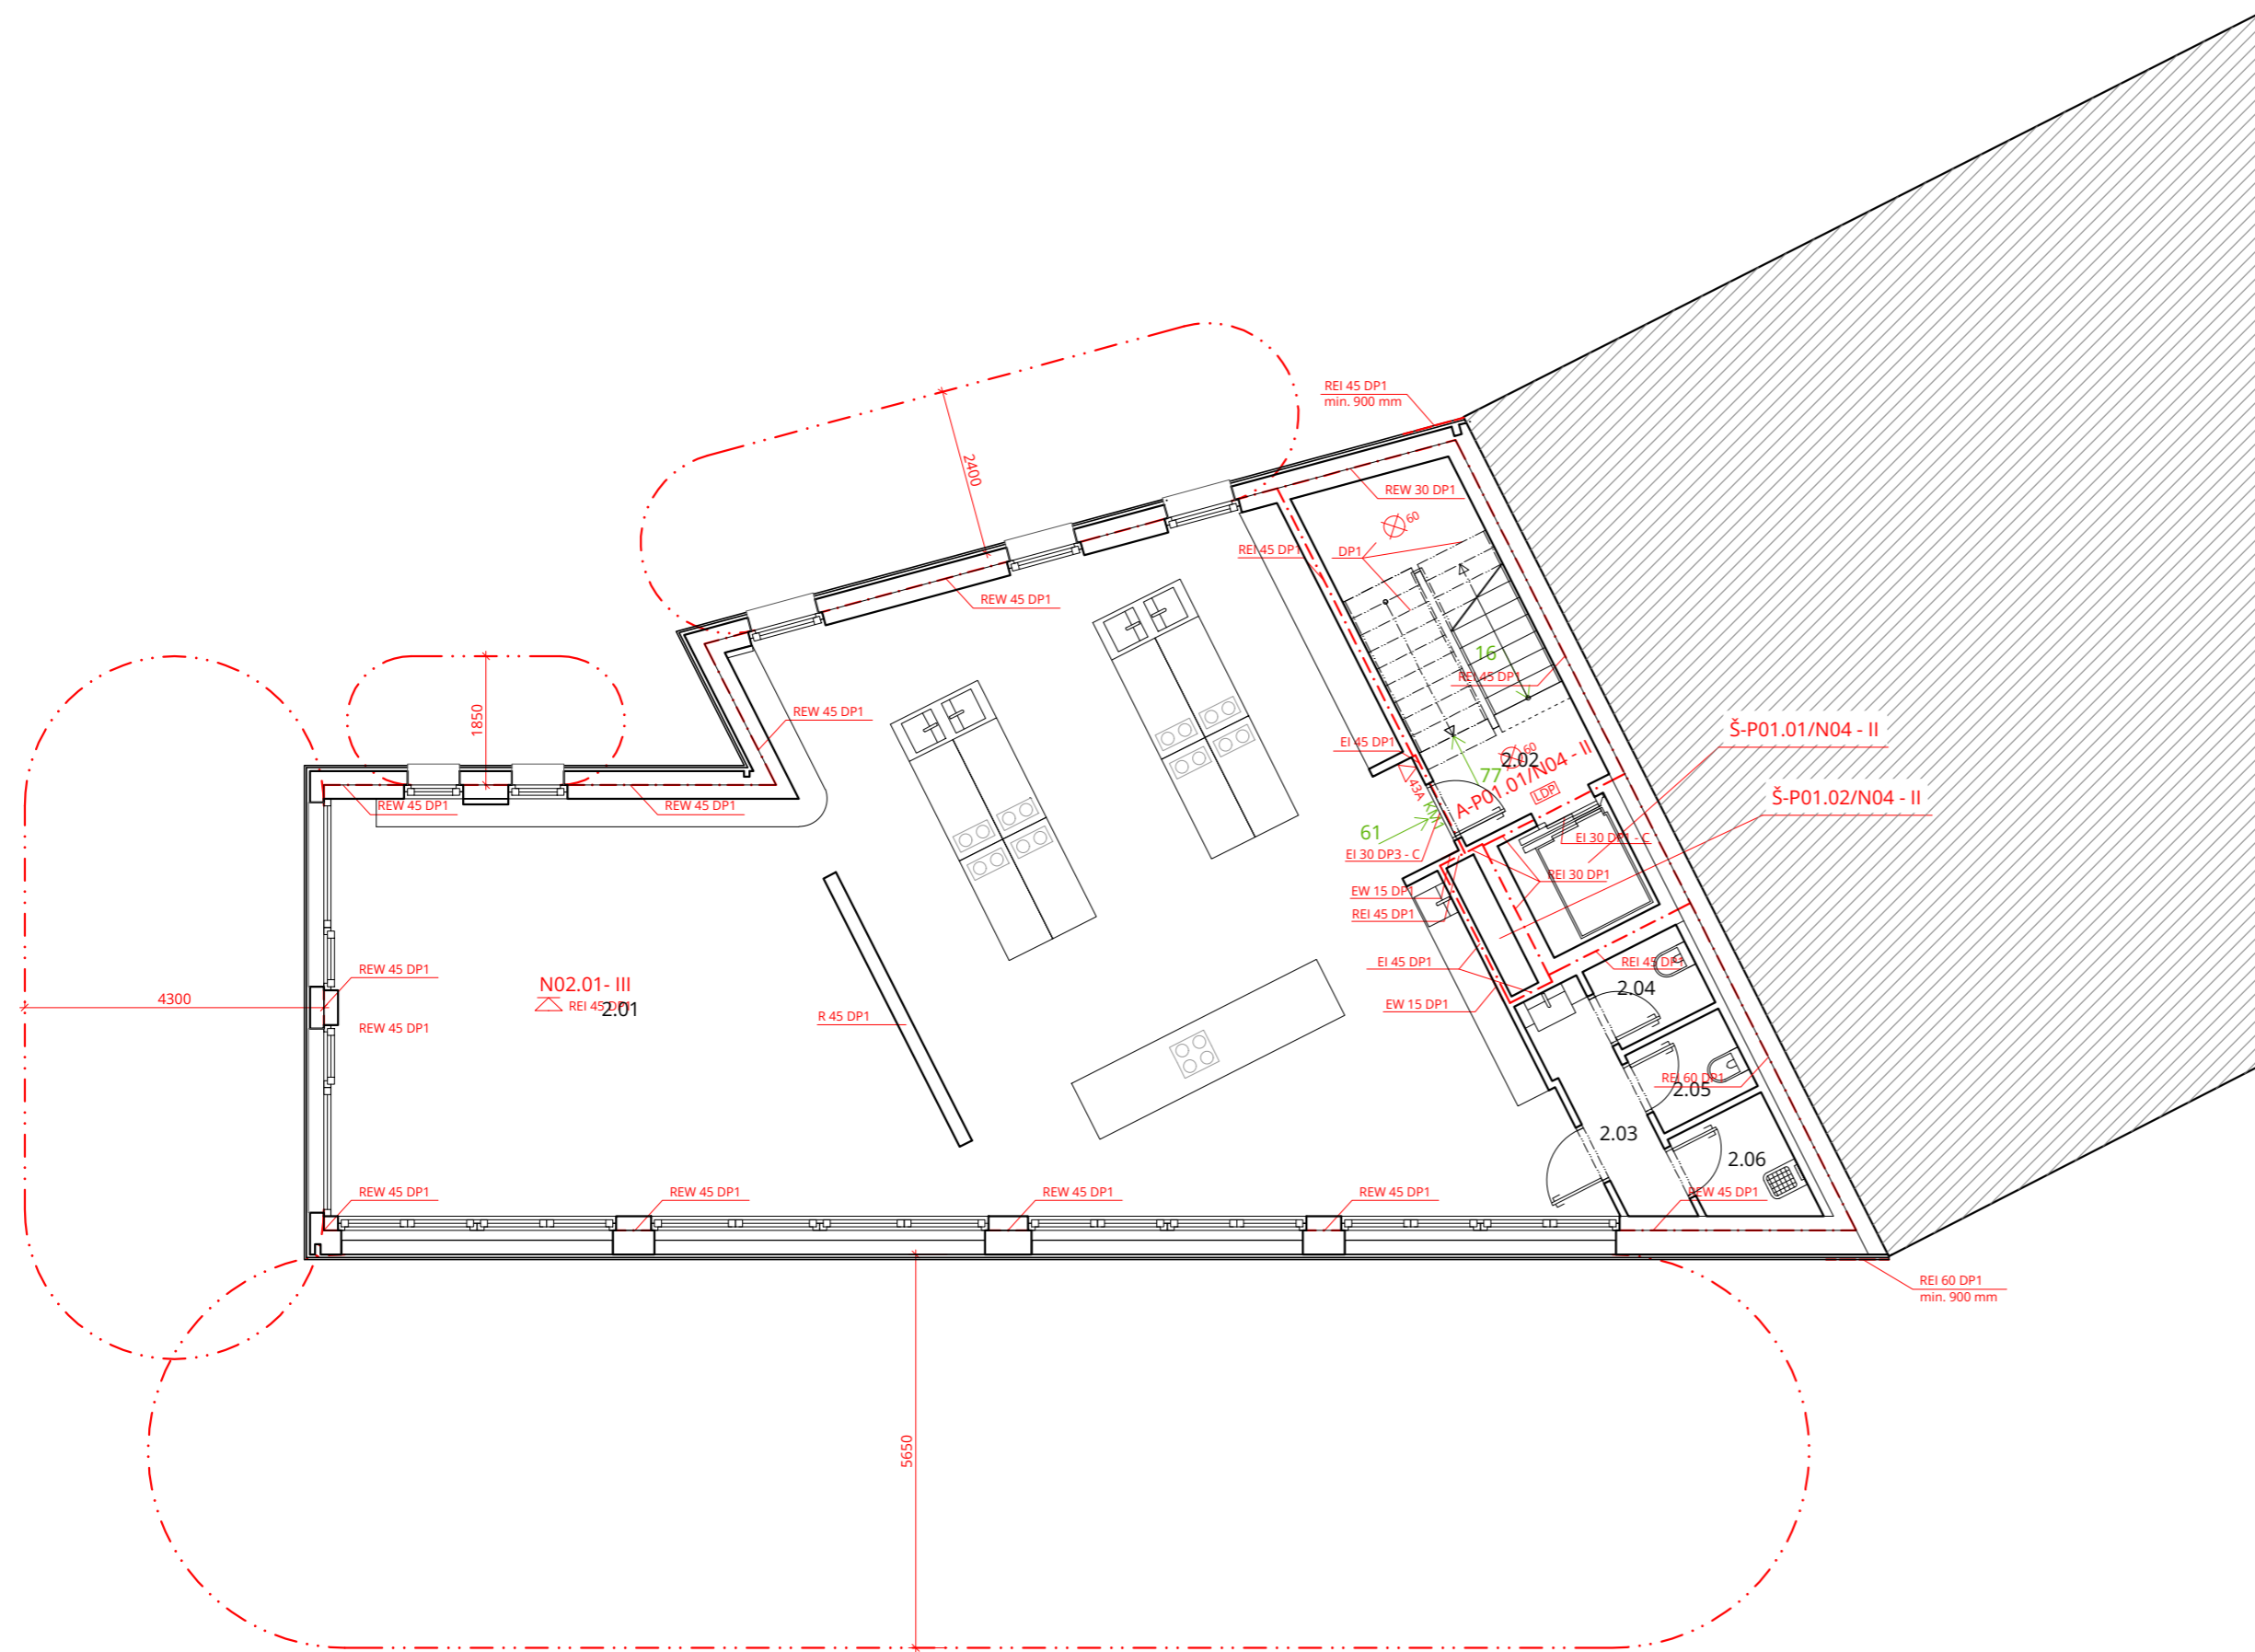 REI 45 DP1
min. 900 mm
2400
REW 30 DP1
60
REI 45 DP1
DP1
REW 45 DP1
16
REI 45 DP1
1850
REW 45 DP1
Š-P01.01/N04 - II
EI 45 DP1
60
2.02
77
A-P01.01/N04 - II
43A
LDP
Š-P01.02/N04 - II
REW 45 DP1
REW 45 DP1
KM1
61
EI 30 DP1 - C
EI 30 DP3 - C
REI 30 DP1
EW 15 DP1
REI 45 DP1
4300
REW 45 DP1
N02.01- III
REI 45 DP1
2.01
R 45 DP1
REW 45 DP1
EI 45 DP1
REI 45 DP1
2.04
EW 15 DP1
REI 60 DP1
2.05
2.03
2.06
REW 45 DP1
REW 45 DP1
REW 45 DP1
REW 45 DP1
REW 45 DP1
REI 60 DP1
min. 900 mm
5650